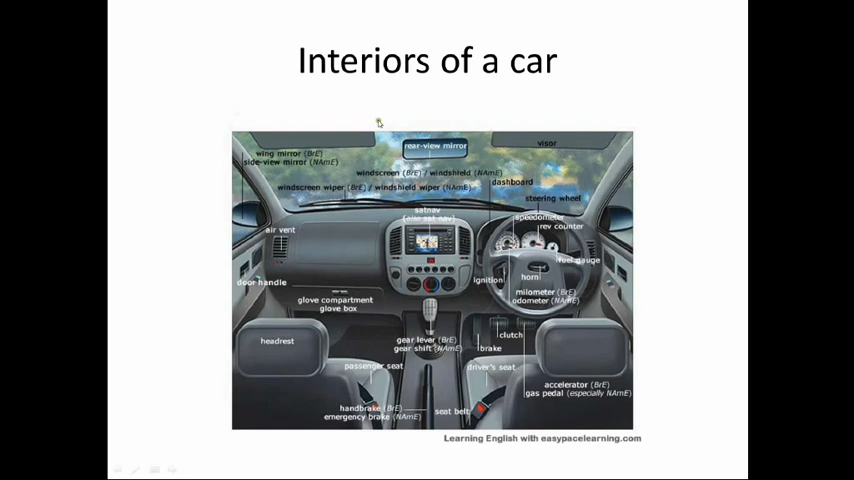 Interiors of a car
rear-view mirror
visor
wing mirror (BrE)
side-view mirror (NAmE)
windscreen (BrE) / windshield (NAmE)
dashboard
windscreen wiper (BrE) / windshield wiper (NAmE)
steering wheel
satnav
(also sat nav)
speedometer
rev counter
air vent
fuel gauge
door handle
ignition
horn
milometer (BrE)
odometer (NAmE)
glove compartment
glove box
headrest
gear lever (BrE)
gear shift (NAmE)
clutch
brake
passenger seat
driver's seat
accelerator (BrE)
gas pedal (especially NAmE)
handbrake (BrE)
emergency brake (NAmE)
seat belt
Learning English with easypacelearning.com